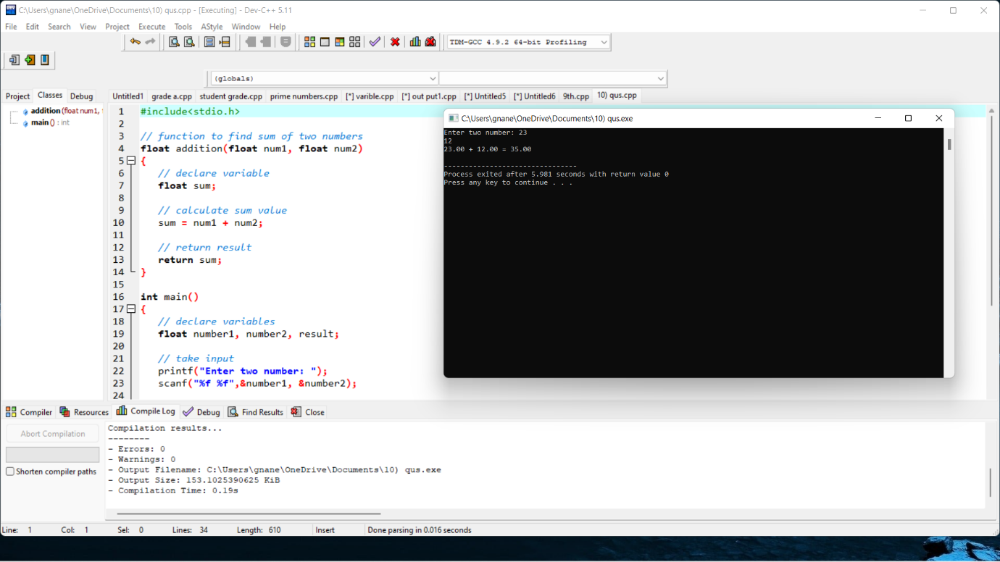 C:\Users\gnane\OneDrive\Documents\10) qus.cpp - [Executing] - Dev-C++ 5.11
File Edit Search View Project Execute Tools AStyle Window Help
TDM-GCC 4.9.2 64-bit Profiling
(globals)
Project Classes Debug
Untitled1 grade a.cpp student grade.cpp prime numbers.cpp [*] varible.cpp [*] out put1.cpp [*] Untitled5 [*] Untitled6 9th.cpp 10) qus.cpp
addition (float num1,
main () : int
1 #include<stdio.h>
2
3 // function to find sum of two numbers
4 float addition(float num1, float num2)
5 {
6 // declare variable
7 float sum;
8
9 // calculate sum value
10 sum = num1 + num2;
11
12 // return result
13 return sum;
14 }
15
16 int main()
17 {
18 // declare variables
19 float number1, number2, result;
20
21 // take input
22 printf("Enter two number: ");
23 scanf("%f %f",&number1, &number2);
24
C:\Users\gnane\OneDrive\Documents\10) qus.exe
Enter two number: 23
12
23.00 + 12.00 = 35.00
--------------------------------
Process exited after 5.981 seconds with return value 0
Press any key to continue . . .
Compiler Resources Compile Log Debug Find Results Close
Abort Compilation
Shorten compiler paths
Compilation results...
--------
- Errors: 0
- Warnings: 0
- Output Filename: C:\Users\gnane\OneDrive\Documents\10) qus.exe
- Output Size: 153.1025390625 KiB
- Compilation Time: 0.19s
Line: 1 Col: 1 Sel: 0 Lines: 34 Length: 610 Insert Done parsing in 0.016 seconds